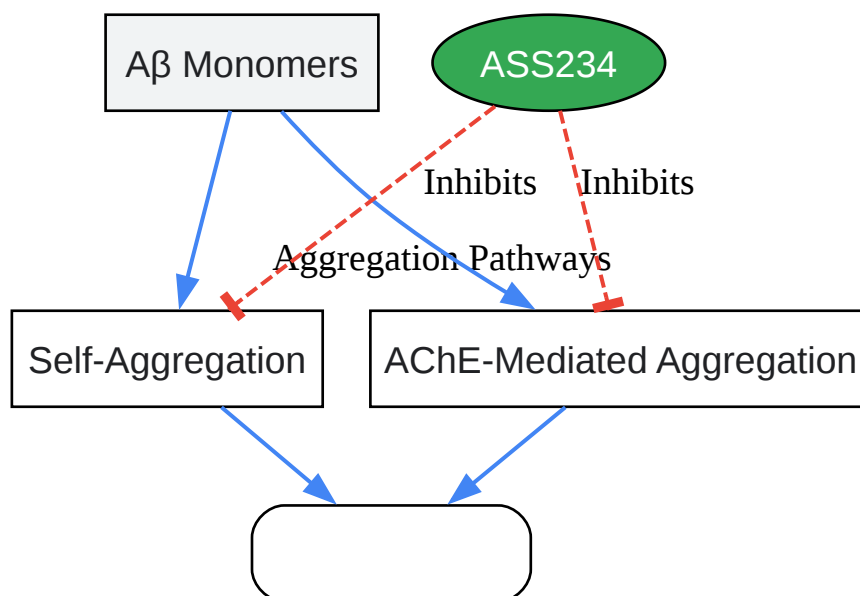 Aβ Monomers
ASS234
Inhibits
Inhibits
Aggregation Pathways
Self-Aggregation
AChE-Mediated Aggregation